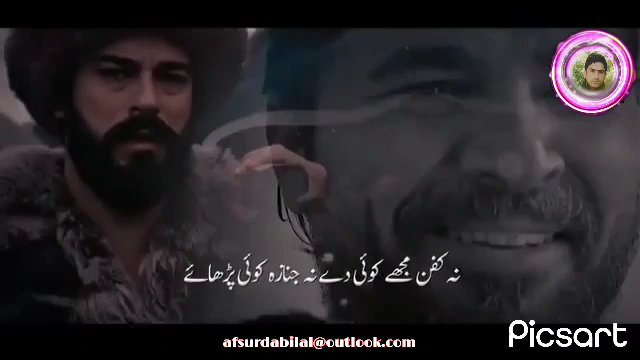 نہ کفن مجھے کوئی دے نہ جنازہ کوئی پڑھائے
afsurdabilal@outlook.com
Picsart